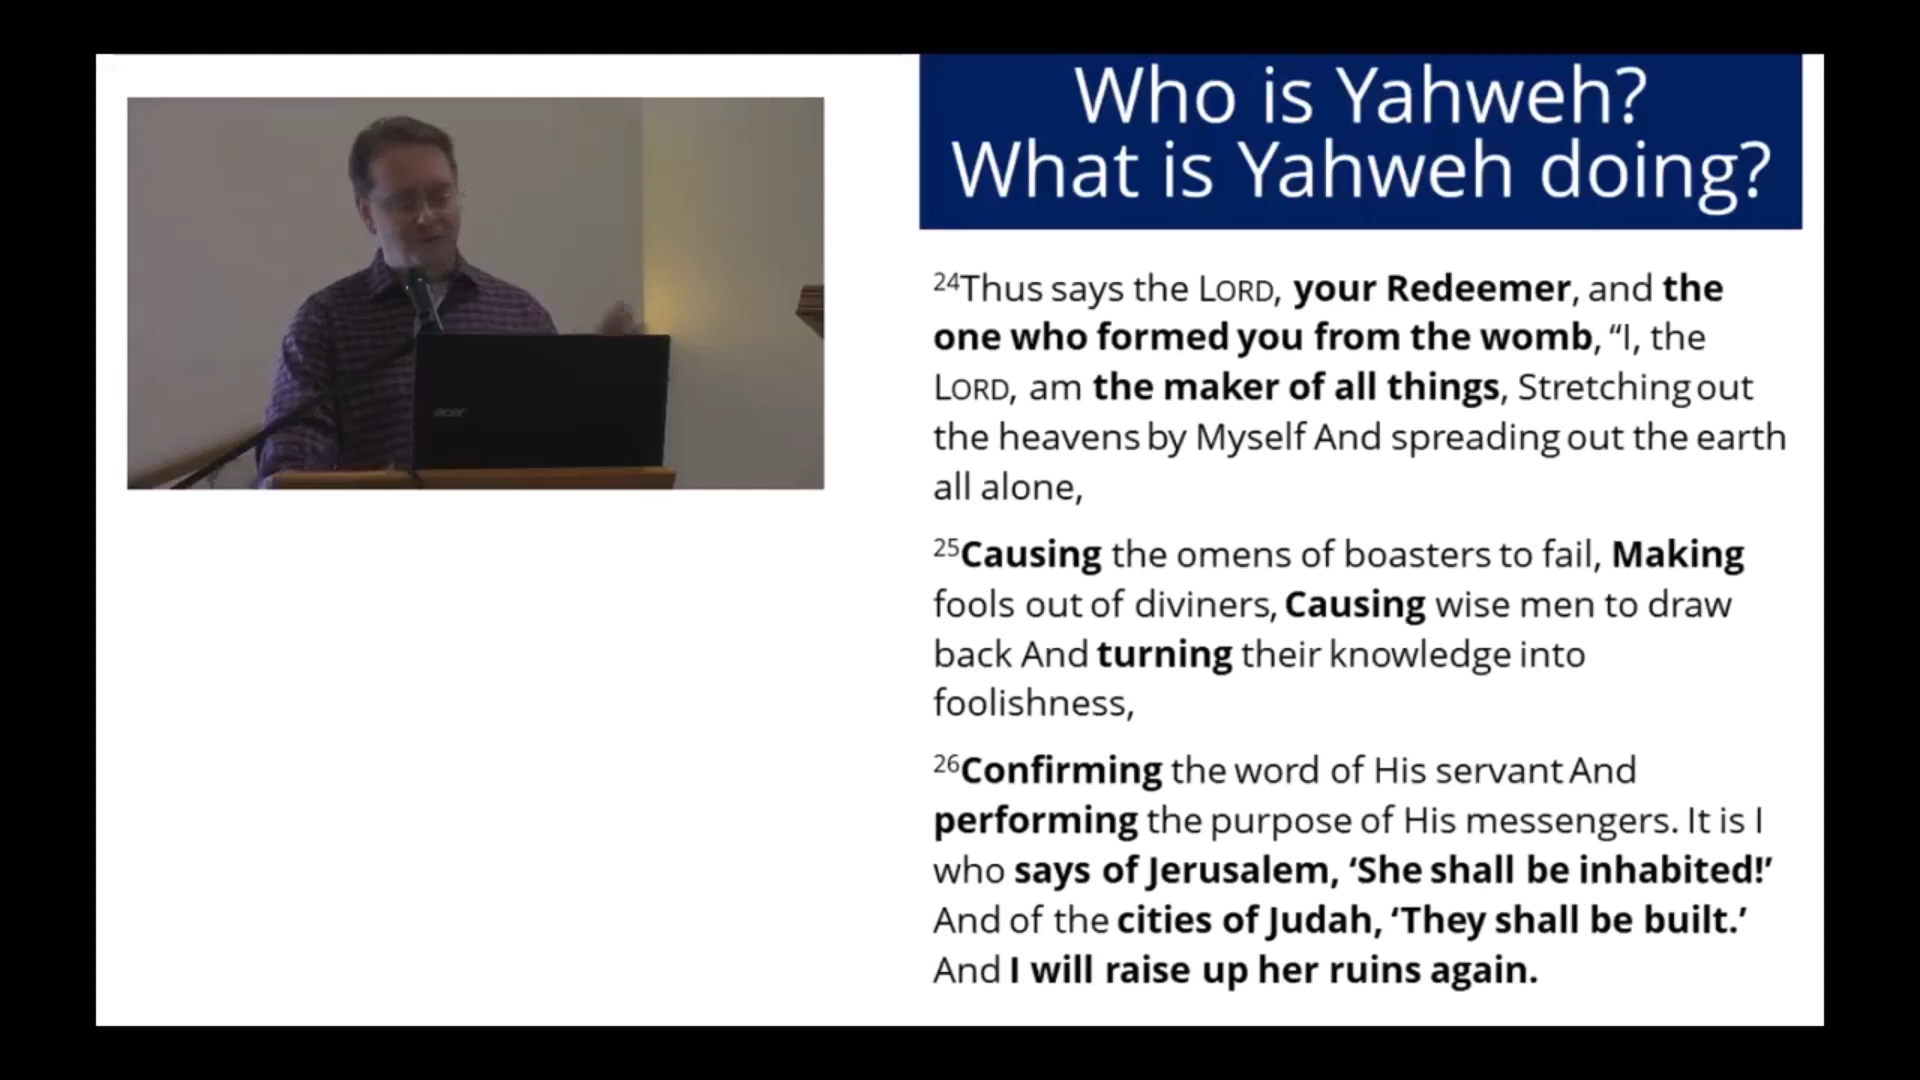 acer
Who is Yahweh?
What is Yahweh doing?
24Thus says the LORD, your Redeemer, and the
one who formed you from the womb, “I, the
LORD, am the maker of all things, Stretching out
the heavens by Myself And spreading out the earth
all alone,
25Causing the omens of boasters to fail, Making
fools out of diviners, Causing wise men to draw
back And turning their knowledge into
foolishness,
26Confirming the word of His servant And
performing the purpose of His messengers. It is I
who says of Jerusalem, ‘She shall be inhabited!’
And of the cities of Judah, ‘They shall be built.’
And I will raise up her ruins again.